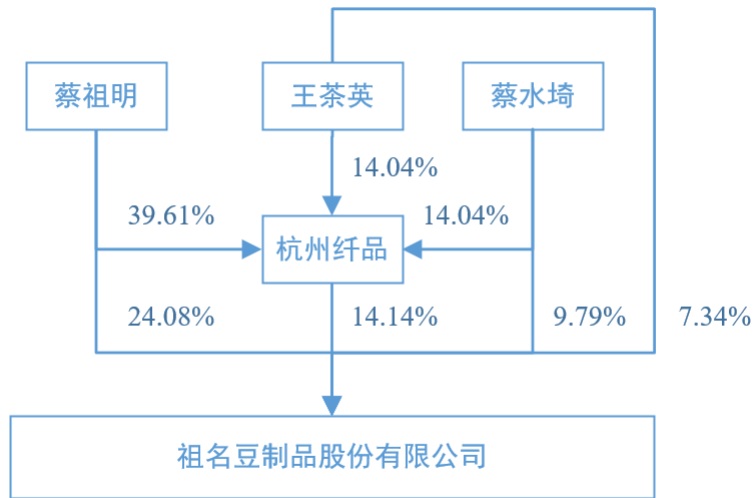 蔡祖明
王茶英
蔡水埼
14.04%
39.61%
14.04%
杭州纤品
24.08%
14.14%
9.79%
7.34%
祖名豆制品股份有限公司